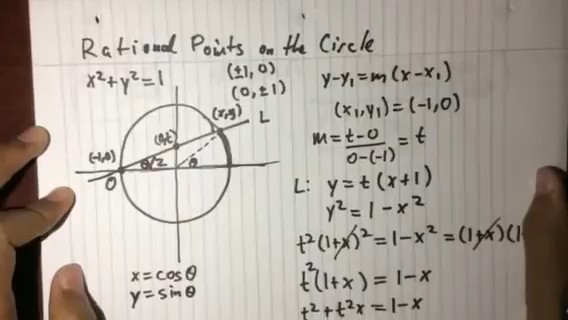 Rational Points on the Circle
x²+y²=1
(±1, 0)
(0, ±1)
(x,y)
L
(0,t)
(-1,0)
θ/2
θ
O
x = cosθ
y = sinθ
y-y₁ = m(x-x₁)
(x₁,y₁) = (-1,0)
m = t-0 / 0-(-1) = t
L: y = t(x+1)
y² = 1-x²
t²(1+x)² = 1-x² = (1+x)(1
t²(1+x) = 1-x
t²+t²x = 1-x